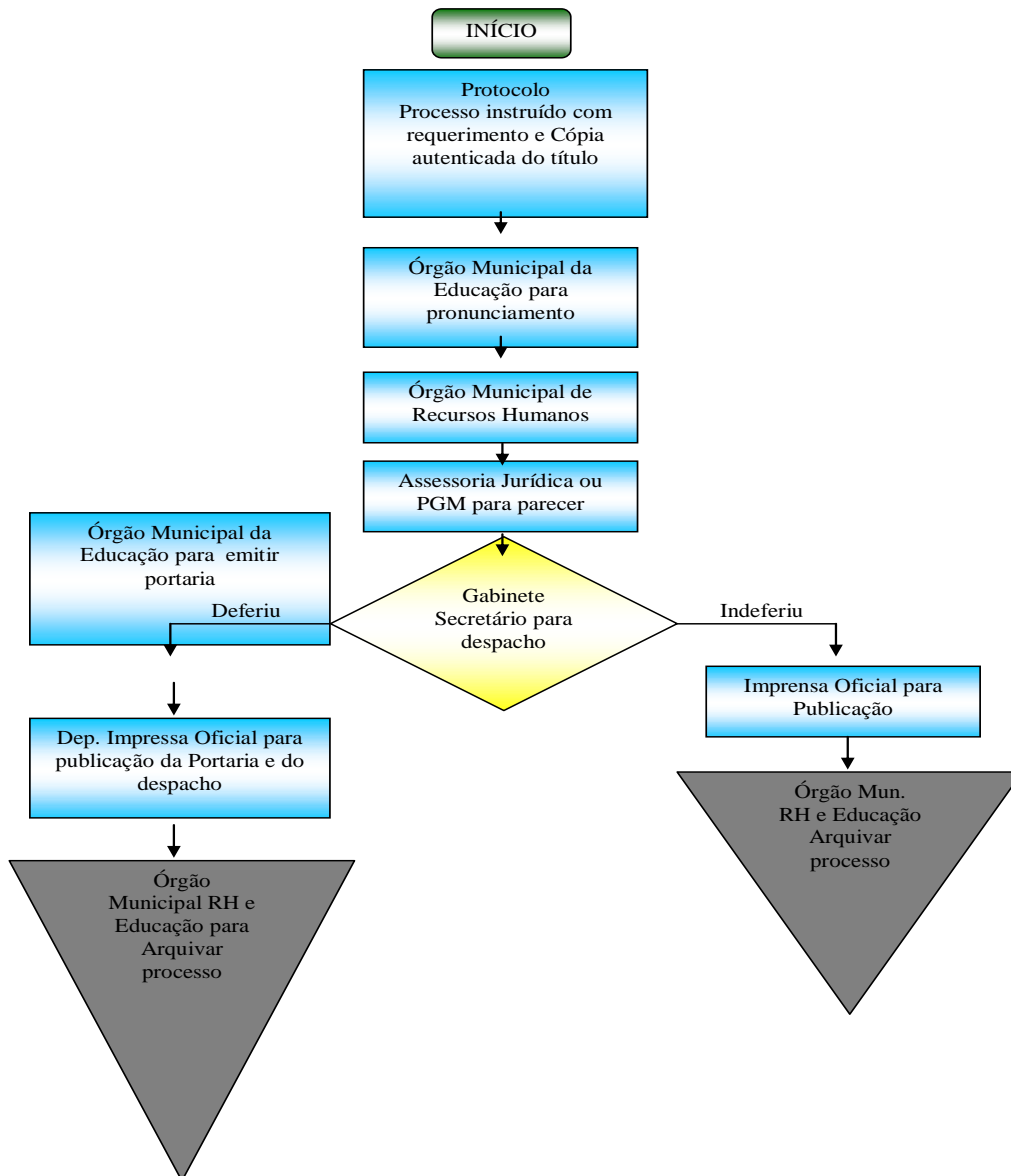 INÍCIO
Protocolo
Processo instruído com
requerimento e Cópia
autenticada do título
Órgão Municipal da
Educação para
pronunciamento
Órgão Municipal de
Recursos Humanos
Assessoria Jurídica ou
PGM para parecer
Gabinete
Secretário para
despacho
Deferiu
Órgão Municipal da
Educação para emitir
portaria
Dep. Impressa Oficial para
publicação da Portaria e do
despacho
Órgão
Municipal RH e
Educação para
Arquivar
processo
Indeferiu
Imprensa Oficial para
Publicação
Órgão Mun.
RH e Educação
Arquivar
processo